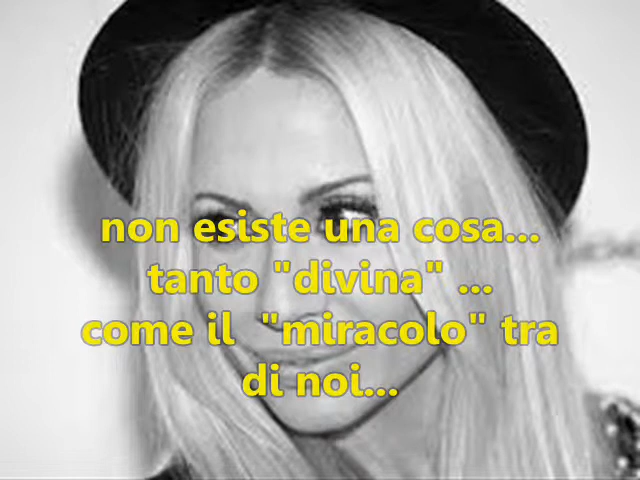 non esiste una cosa...
tanto "divina" ...
come il  "miracolo" tra
di noi...